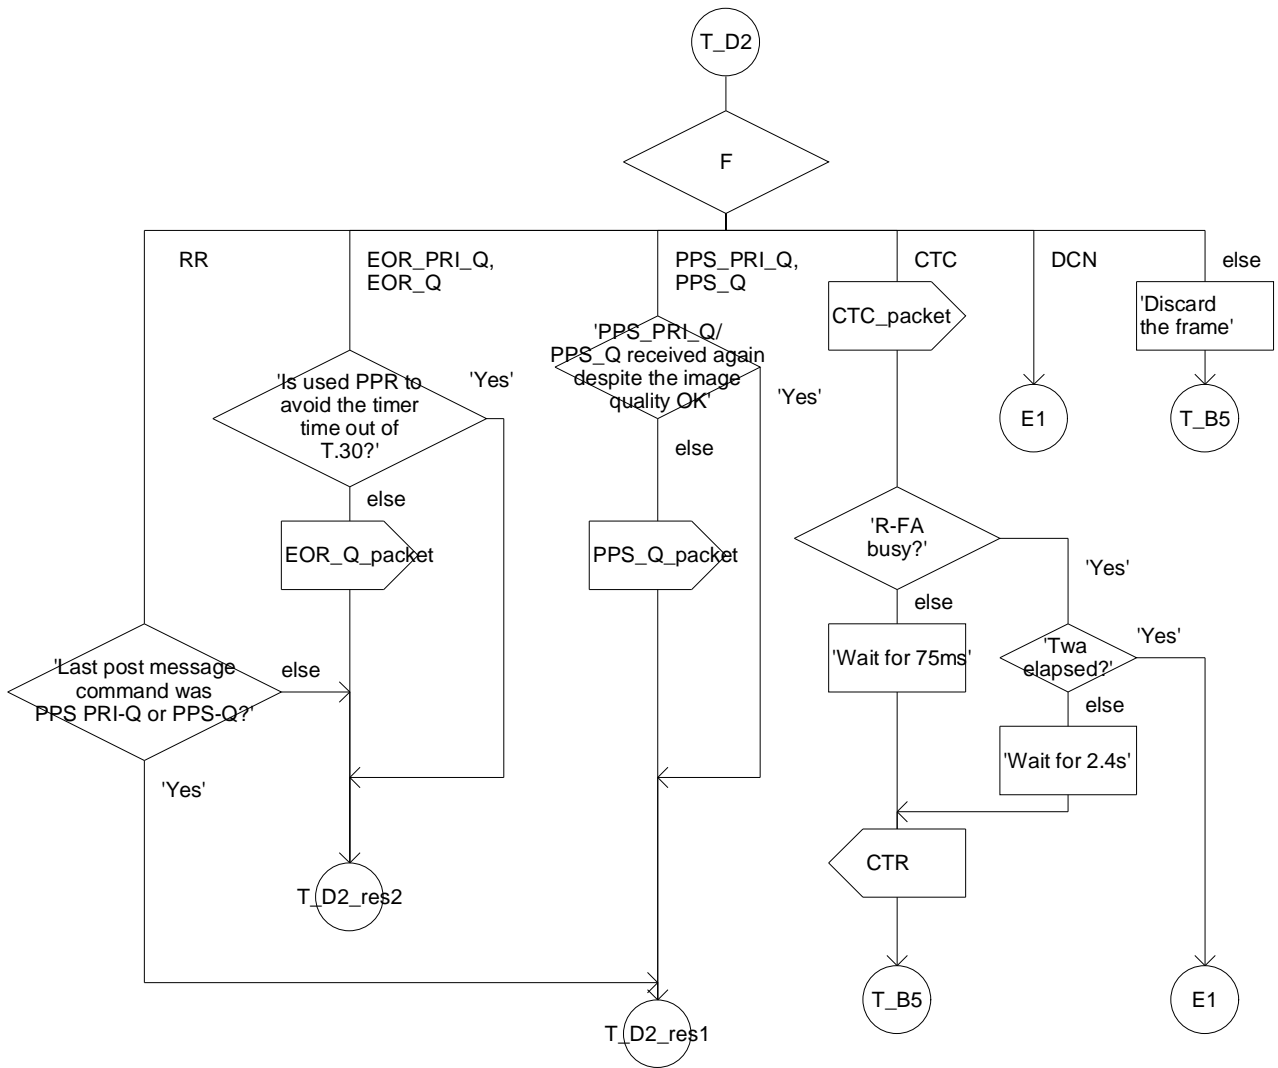 T_D2
F
RR
EOR_PRI_Q,
EOR_Q
PPS_PRI_Q,
PPS_Q
CTC
DCN
else
CTC_packet
'Discard
the frame'
'PPS_PRI_Q/
PPS_Q received again
despite the image
quality OK'
'Yes'
else
'Is used PPR to
avoid the timer
time out of
T.30?'
'Yes'
else
E1
T_B5
EOR_Q_packet
PPS_Q_packet
'R-FA
busy?'
'Yes'
else
'Wait for 75ms'
'Twa
elapsed?'
'Yes'
else
'Wait for 2.4s'
'Last post message
command was
PPS PRI-Q or PPS-Q?'
else
'Yes'
CTR
T_D2_res2
T_B5
E1
T_D2_res1